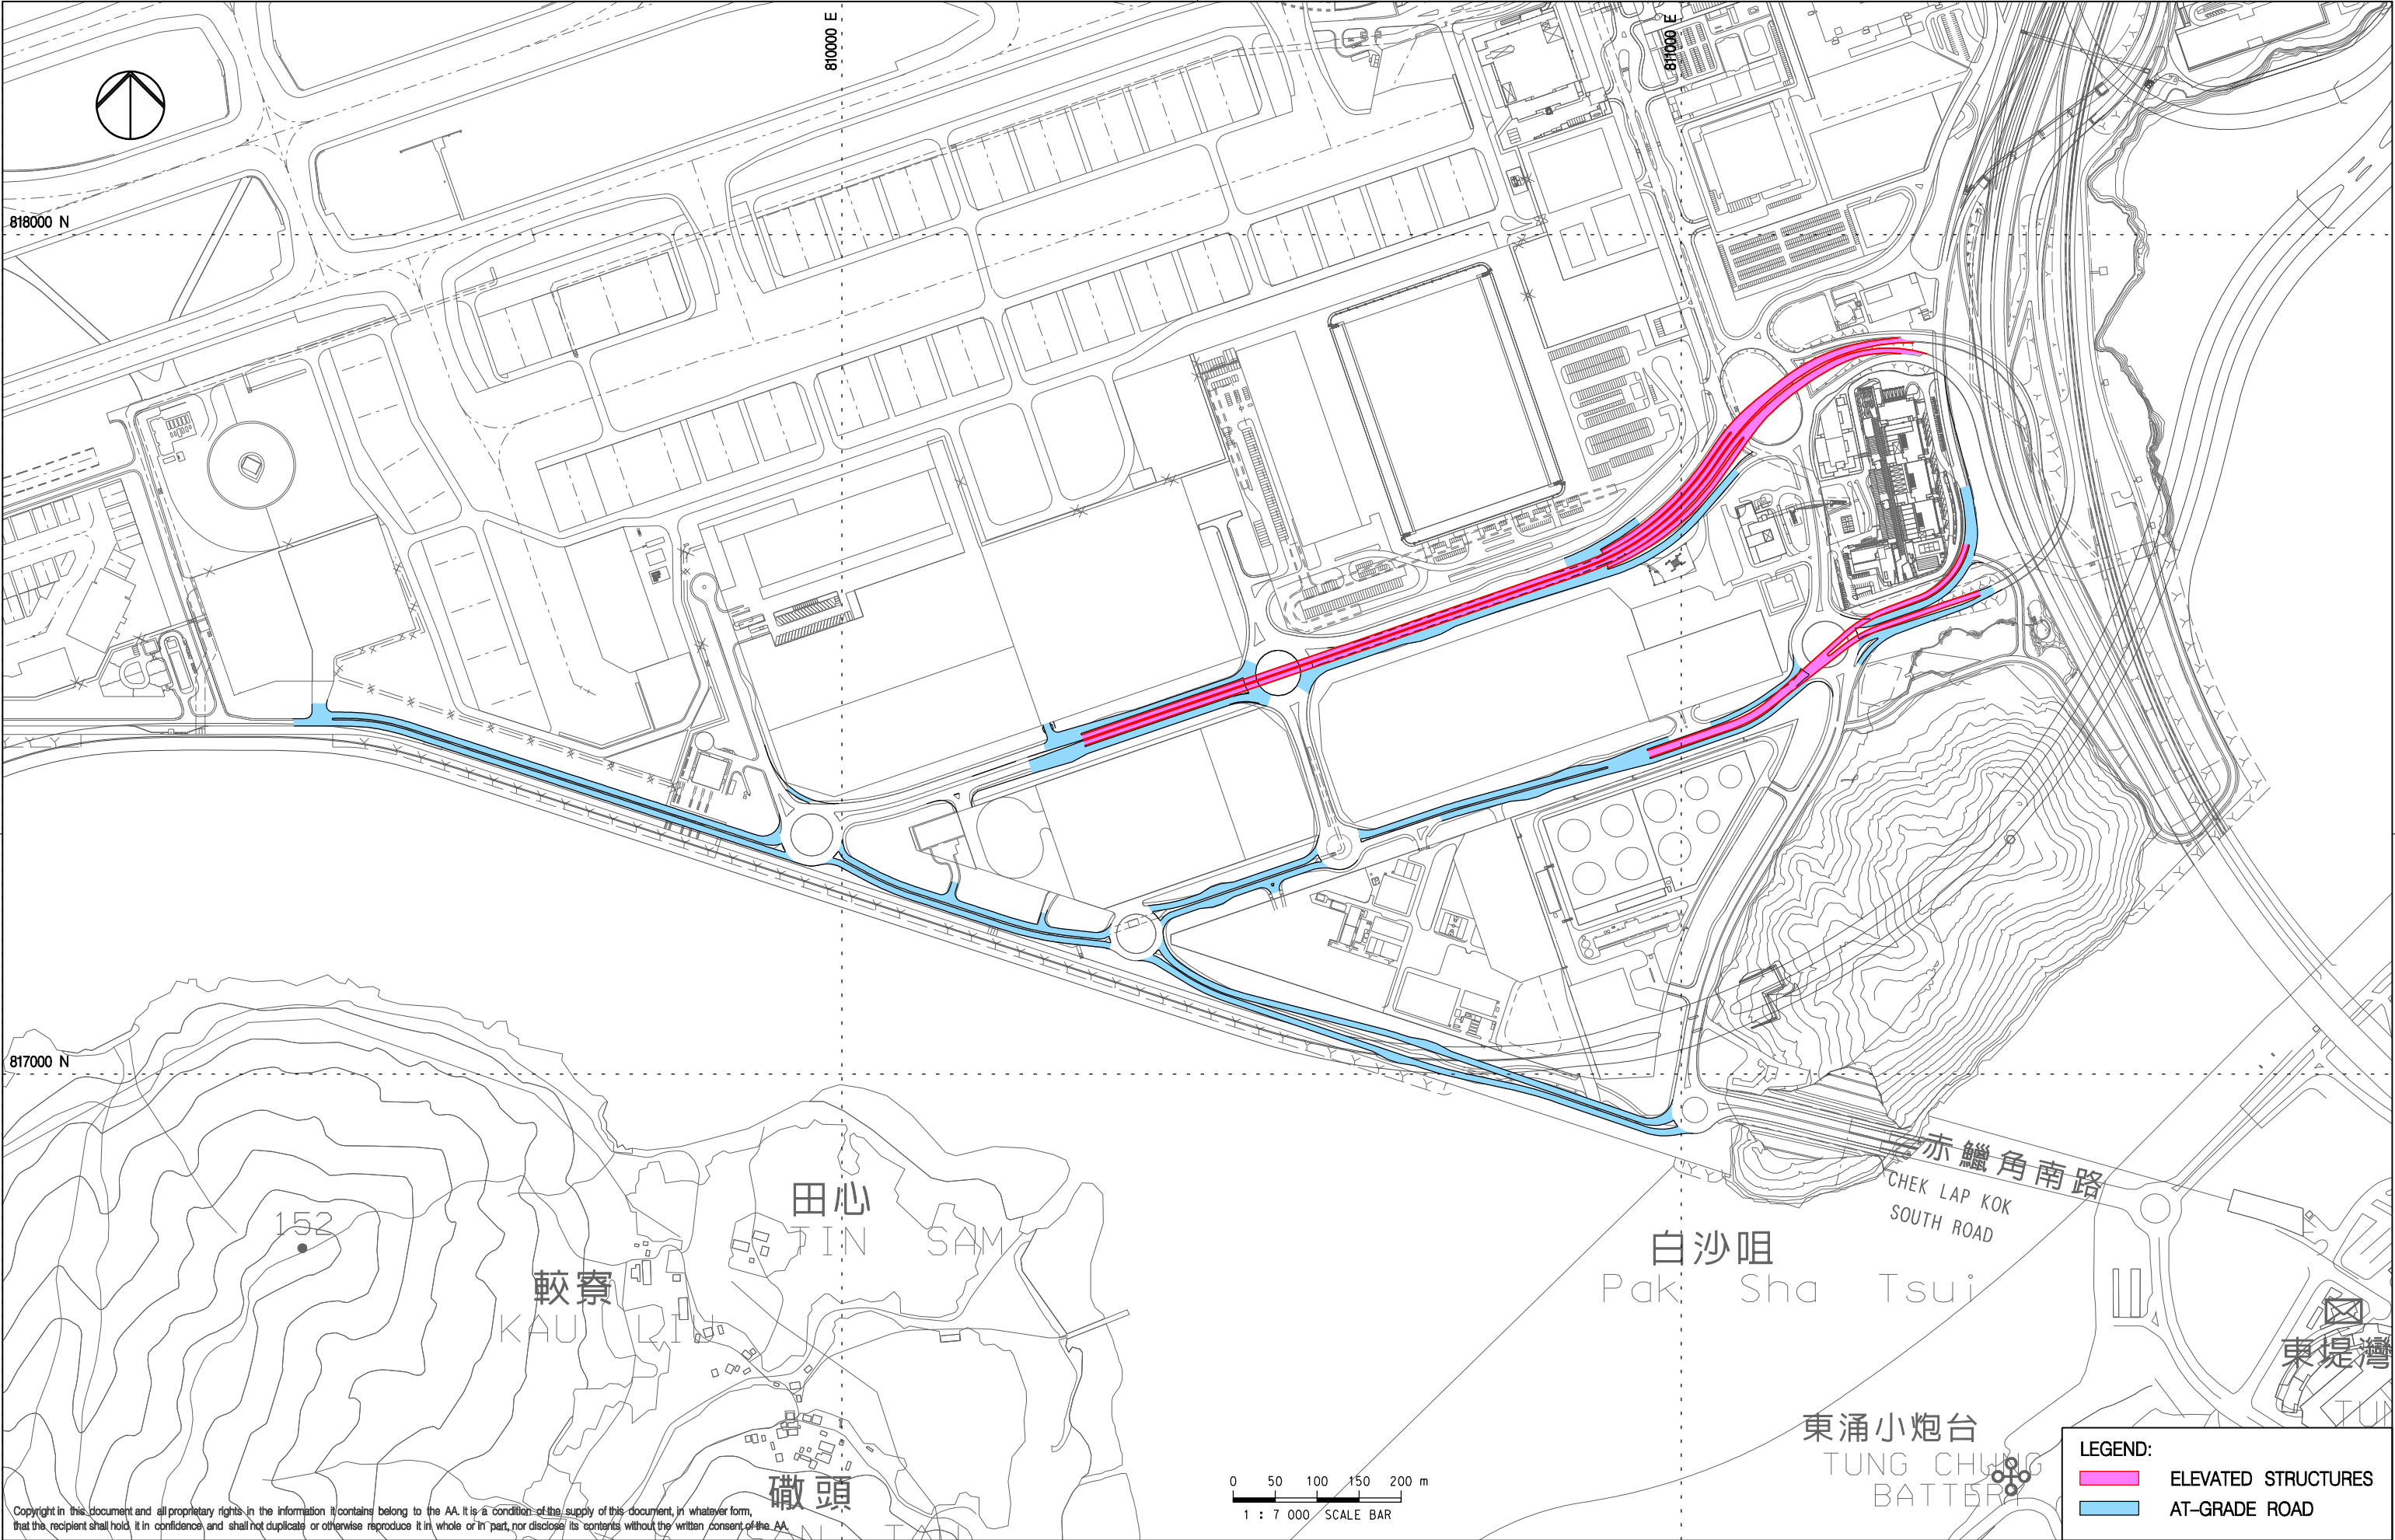 810000 E
811000 E
818000 N
817000 N
赤鱲角南路
CHEK LAP KOK
SOUTH ROAD
田心
TIN SAM
152
白沙咀
Pak Sha Tsui
較寮
KAU LIU
東堤灣
東涌小炮台
TUNG CHUNG
BATTERY
磡頭
0 50 100 150 200 m
1 : 7 000 SCALE BAR
LEGEND:
ELEVATED STRUCTURES
AT-GRADE ROAD
Copyright in this document and all proprietary rights in the information it contains belong to the AA. It is a condition of the supply of this document, in whatever form,
that the recipient shall hold it in confidence and shall not duplicate or otherwise reproduce it in whole or in part, nor disclose its contents without the written consent of the AA.